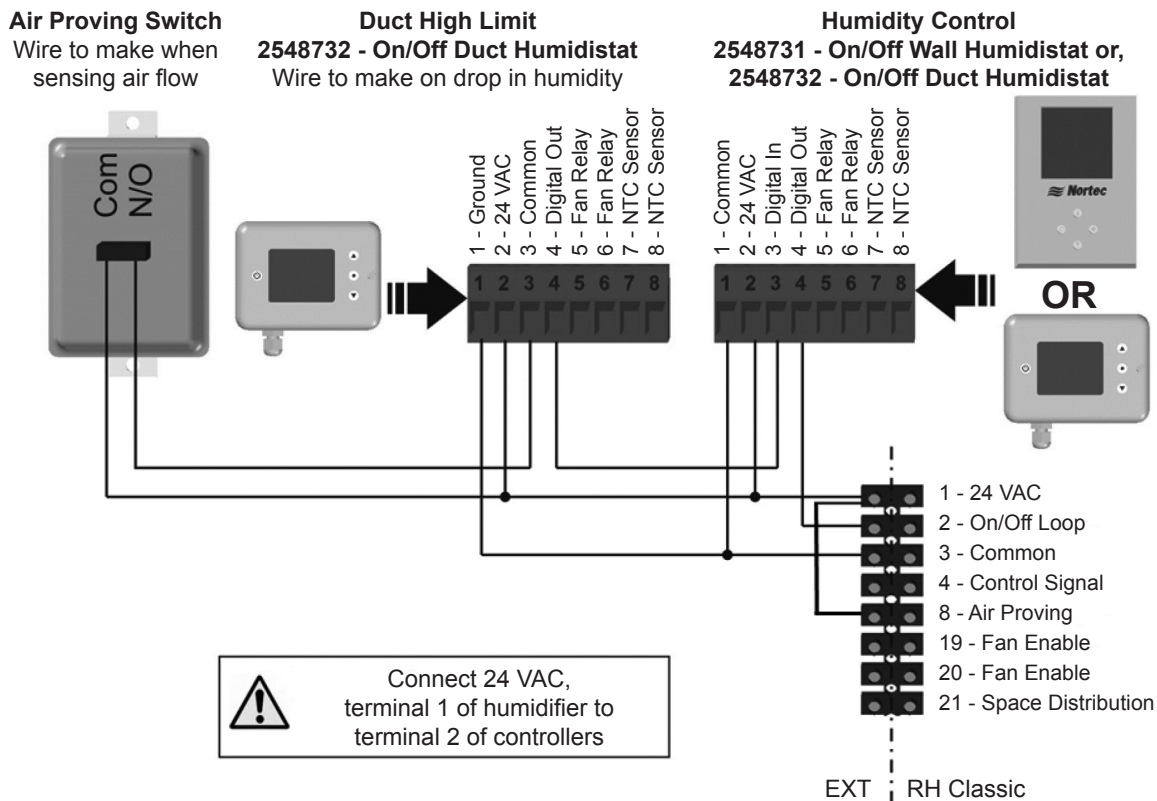 Air Proving Switch
Wire to make when
sensing air flow
Duct High Limit
2548732 - On/Off Duct Humidistat
Wire to make on drop in humidity
Humidity Control
2548731 - On/Off Wall Humidistat or,
2548732 - On/Off Duct Humidistat
Com
N/O
1 - Ground
2 - 24 VAC
3 - Common
4 - Digital Out
5 - Fan Relay
6 - Fan Relay
7 - NTC Sensor
8 - NTC Sensor
1 2 3 4 5 6 7 8
1 - Common
2 - 24 VAC
3 - Digital In
4 - Digital Out
5 - Fan Relay
6 - Fan Relay
7 - NTC Sensor
8 - NTC Sensor
1 2 3 4 5 6 7 8
Nortec
OR
1 - 24 VAC
2 - On/Off Loop
3 - Common
4 - Control Signal
8 - Air Proving
19 - Fan Enable
20 - Fan Enable
21 - Space Distribution
Connect 24 VAC,
terminal 1 of humidifier to
terminal 2 of controllers
EXT
RH Classic